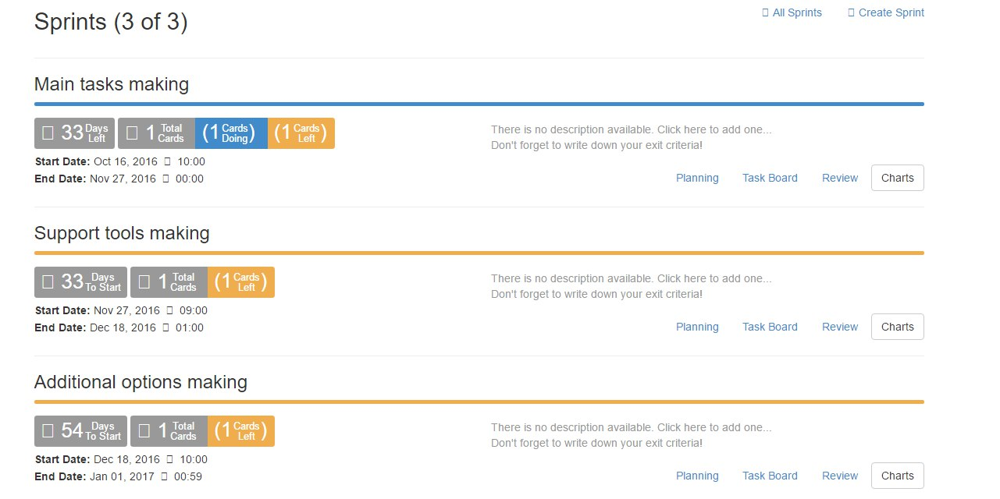 Sprints (3 of 3)
All Sprints Create Sprint
Main tasks making
33 Days Left 1 Total Cards (1 Cards Doing) (1 Cards Left)
There is no description available. Click here to add one...
Don't forget to write down your exit criteria!
Start Date: Oct 16, 2016 10:00
End Date: Nov 27, 2016 00:00
Planning Task Board Review Charts
Support tools making
33 Days To Start 1 Total Cards (1 Cards Left)
There is no description available. Click here to add one...
Don't forget to write down your exit criteria!
Start Date: Nov 27, 2016 09:00
End Date: Dec 18, 2016 01:00
Planning Task Board Review Charts
Additional options making
54 Days To Start 1 Total Cards (1 Cards Left)
There is no description available. Click here to add one...
Don't forget to write down your exit criteria!
Start Date: Dec 18, 2016 10:00
End Date: Jan 01, 2017 00:59
Planning Task Board Review Charts